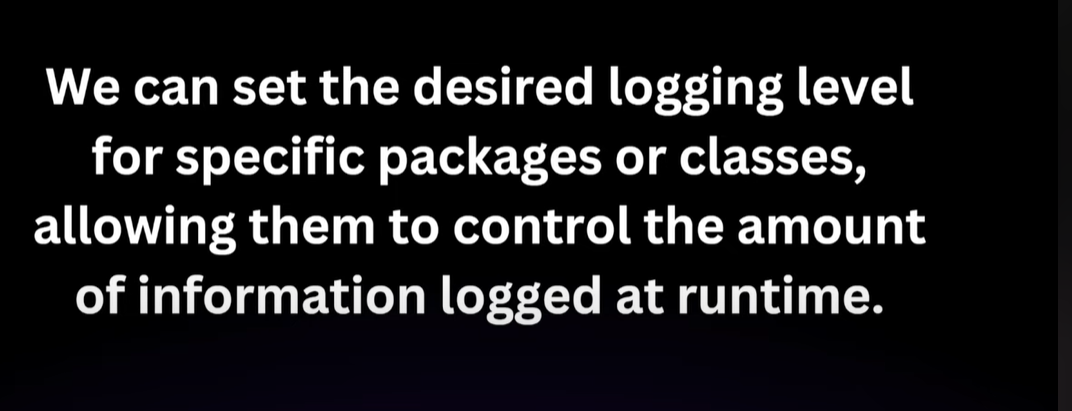 We can set the desired logging level
for specific packages or classes,
allowing them to control the amount
of information logged at runtime.